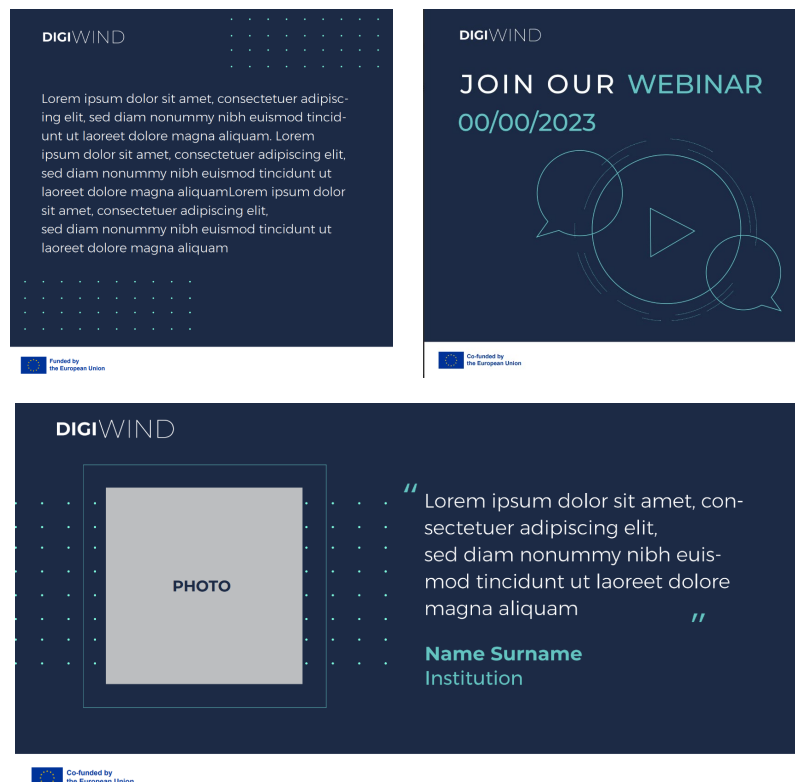 DIGIWIND
Lorem ipsum dolor sit amet, consectetuer adipisc-
ing elit, sed diam nonummy nibh euismod tincid-
unt ut laoreet dolore magna aliquam. Lorem
ipsum dolor sit amet, consectetuer adipiscing elit,
sed diam nonummy nibh euismod tincidunt ut
laoreet dolore magna aliquamLorem ipsum dolor
sit amet, consectetuer adipiscing elit,
sed diam nonummy nibh euismod tincidunt ut
laoreet dolore magna aliquam
Funded by
the European Union
DIGIWIND
JOIN OUR WEBINAR
00/00/2023
Co-funded by
the European Union
DIGIWIND
PHOTO
“ Lorem ipsum dolor sit amet, con-
sectetuer adipiscing elit,
sed diam nonummy nibh euis-
mod tincidunt ut laoreet dolore
magna aliquam ”
Name Surname
Institution
Co-funded by
the European Union